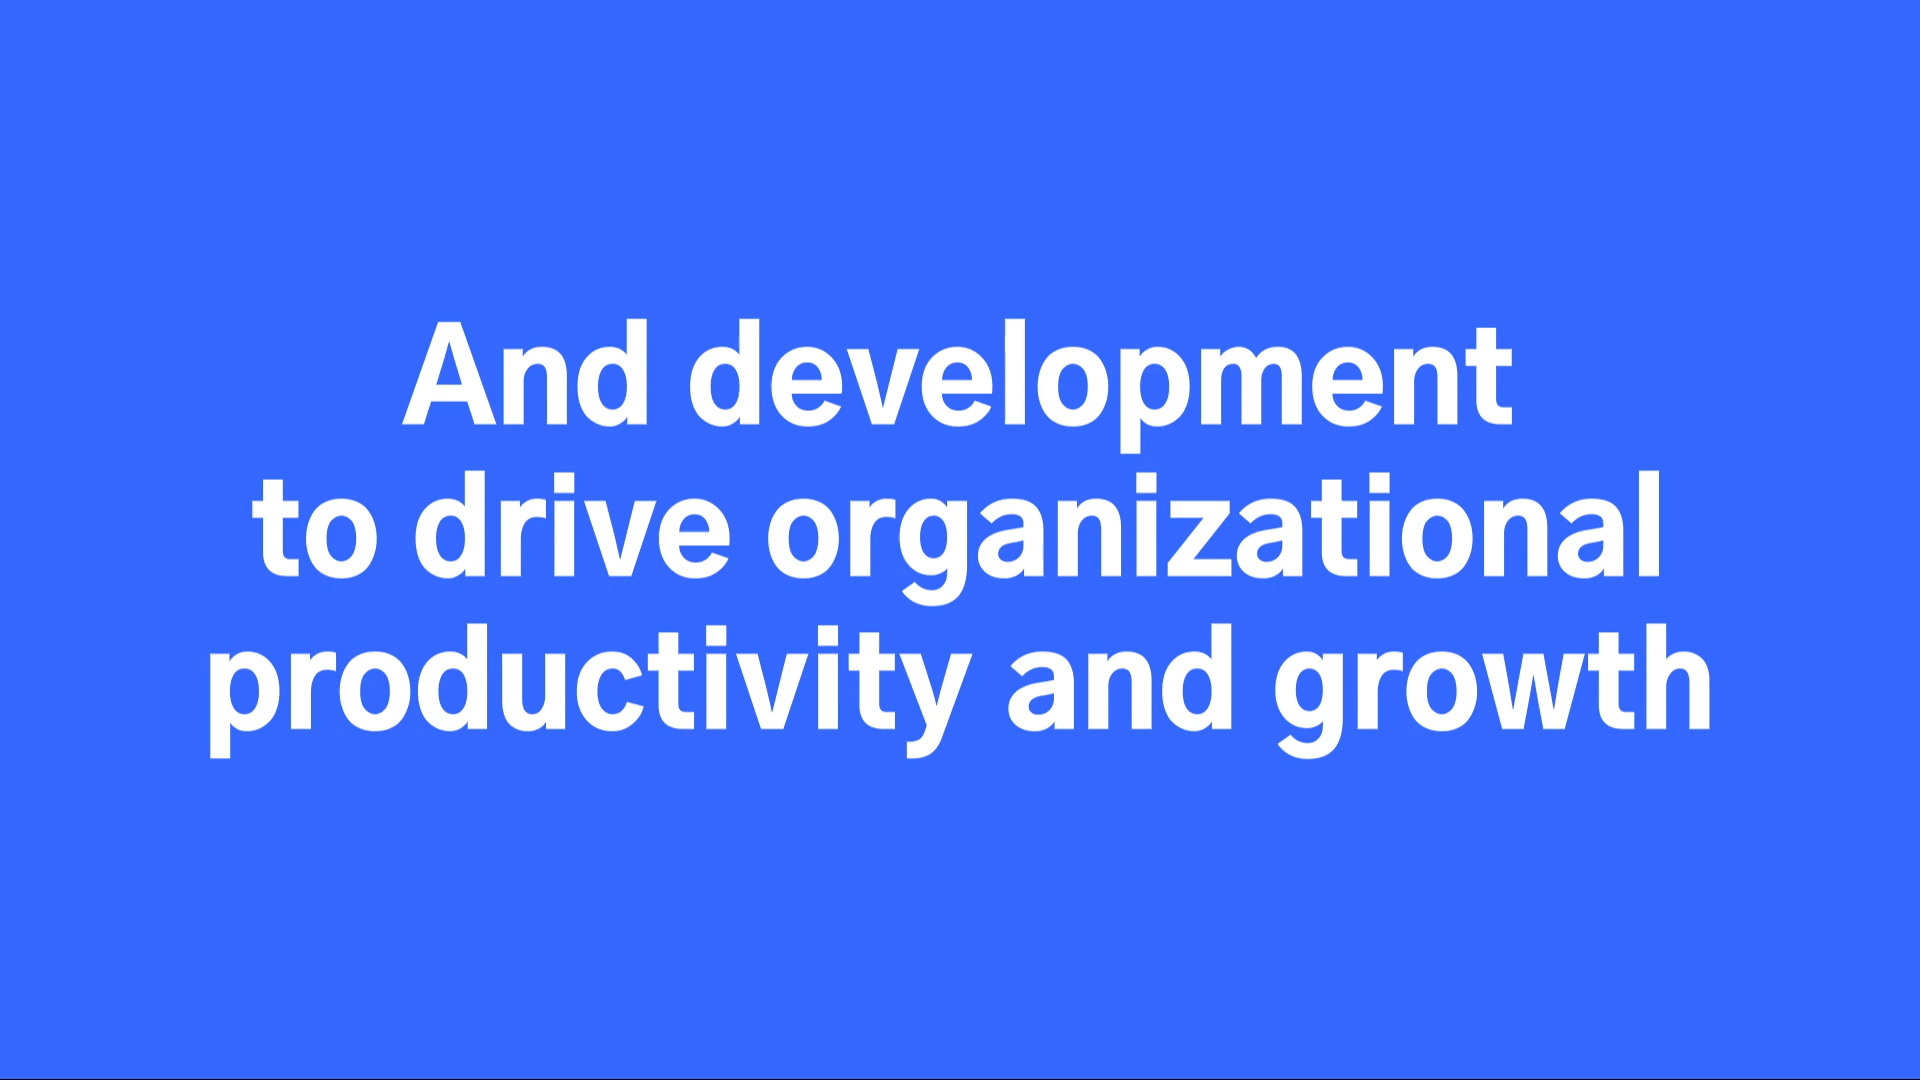 And development
to drive organizational
productivity and growth